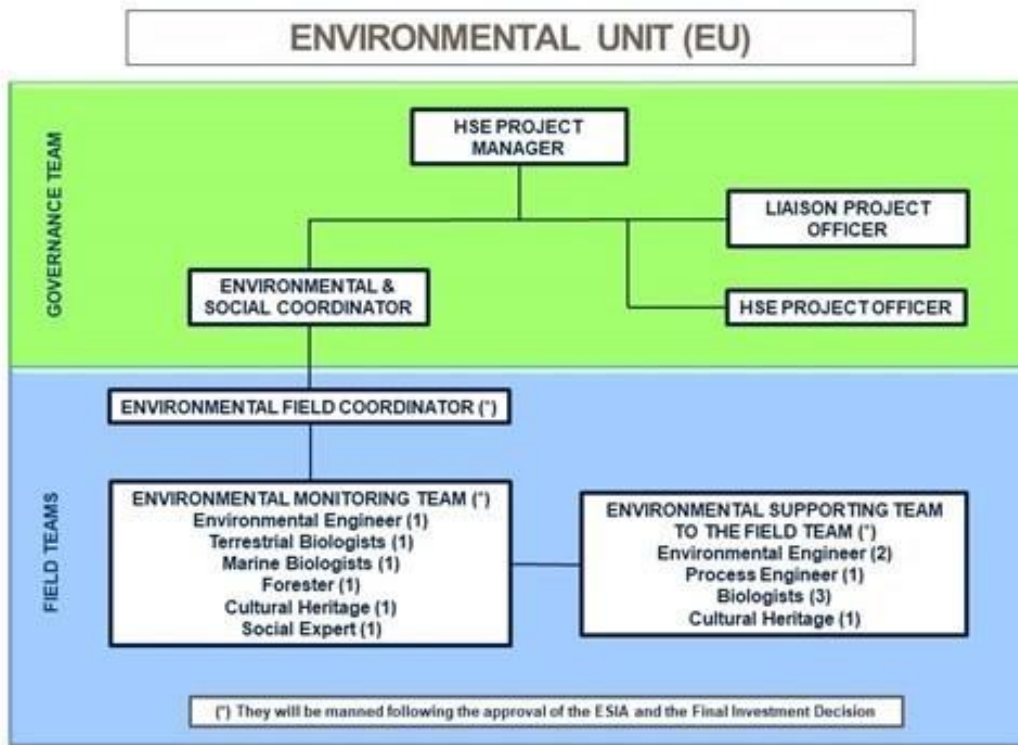 ENVIRONMENTAL UNIT (EU)
GOVERNANCE TEAM
HSE PROJECT
MANAGER
LIAISON PROJECT
OFFICER
ENVIRONMENTAL &
SOCIAL COORDINATOR
HSE PROJECT OFFICER
FIELD TEAMS
ENVIRONMENTAL FIELD COORDINATOR (*)
ENVIRONMENTAL MONITORING TEAM (*)
Environmental Engineer (1)
Terrestrial Biologists (1)
Marine Biologists (1)
Forester (1)
Cultural Heritage (1)
Social Expert (1)
ENVIRONMENTAL SUPPORTING TEAM
TO THE FIELD TEAM (*)
Environmental Engineer (2)
Process Engineer (1)
Biologists (3)
Cultural Heritage (1)
(*) They will be manned following the approval of the ESIA and the Final Investment Decision